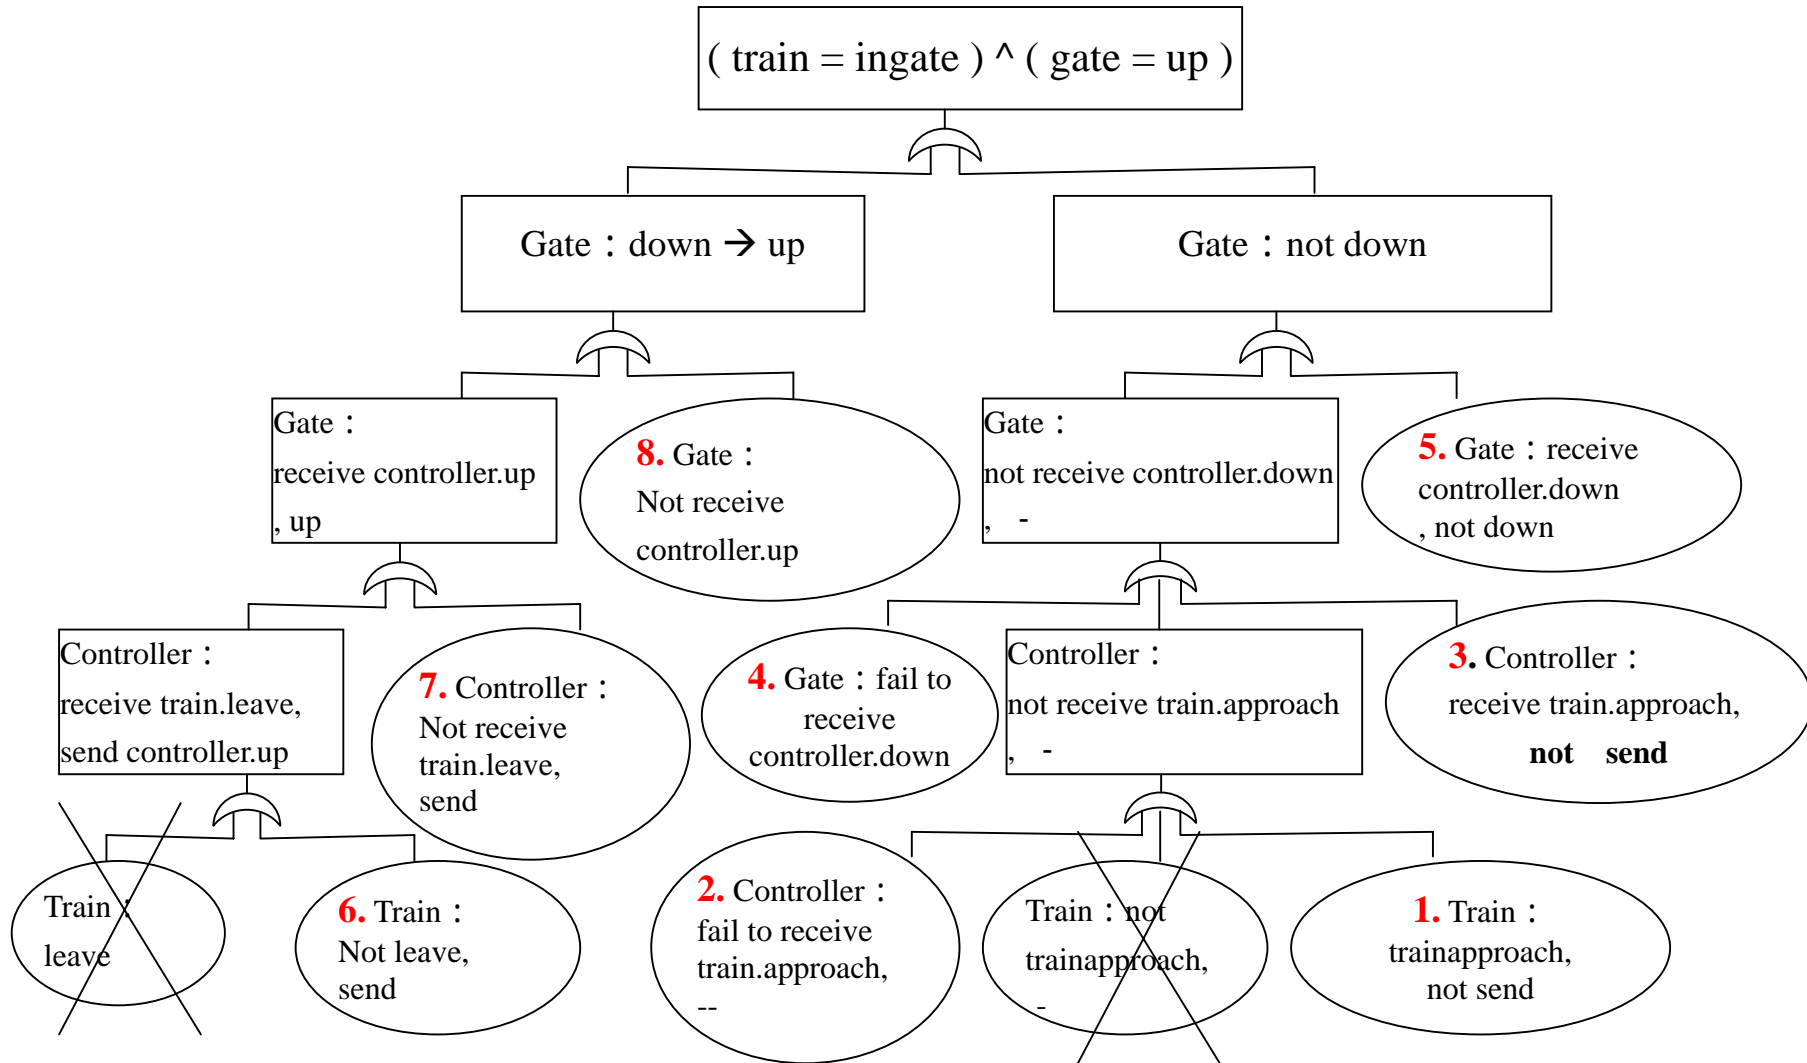 ( train = ingate ) ^ ( gate = up )
Gate：down → up
Gate：not down
Gate：
receive controller.up
, up
8. Gate：
Not receive
controller.up
Gate：
not receive controller.down
, -
5. Gate：receive
controller.down
, not down
Controller：
receive train.leave,
send controller.up
7. Controller：
Not receive
train.leave,
send
4. Gate：fail to
receive
controller.down
Controller：
not receive train.approach
, -
3. Controller：
receive train.approach,
not send
Train：
leave
6. Train：
Not leave,
send
2. Controller：
fail to receive
train.approach,
--
Train：not
trainapproach,
-
1. Train：
trainapproach,
not send